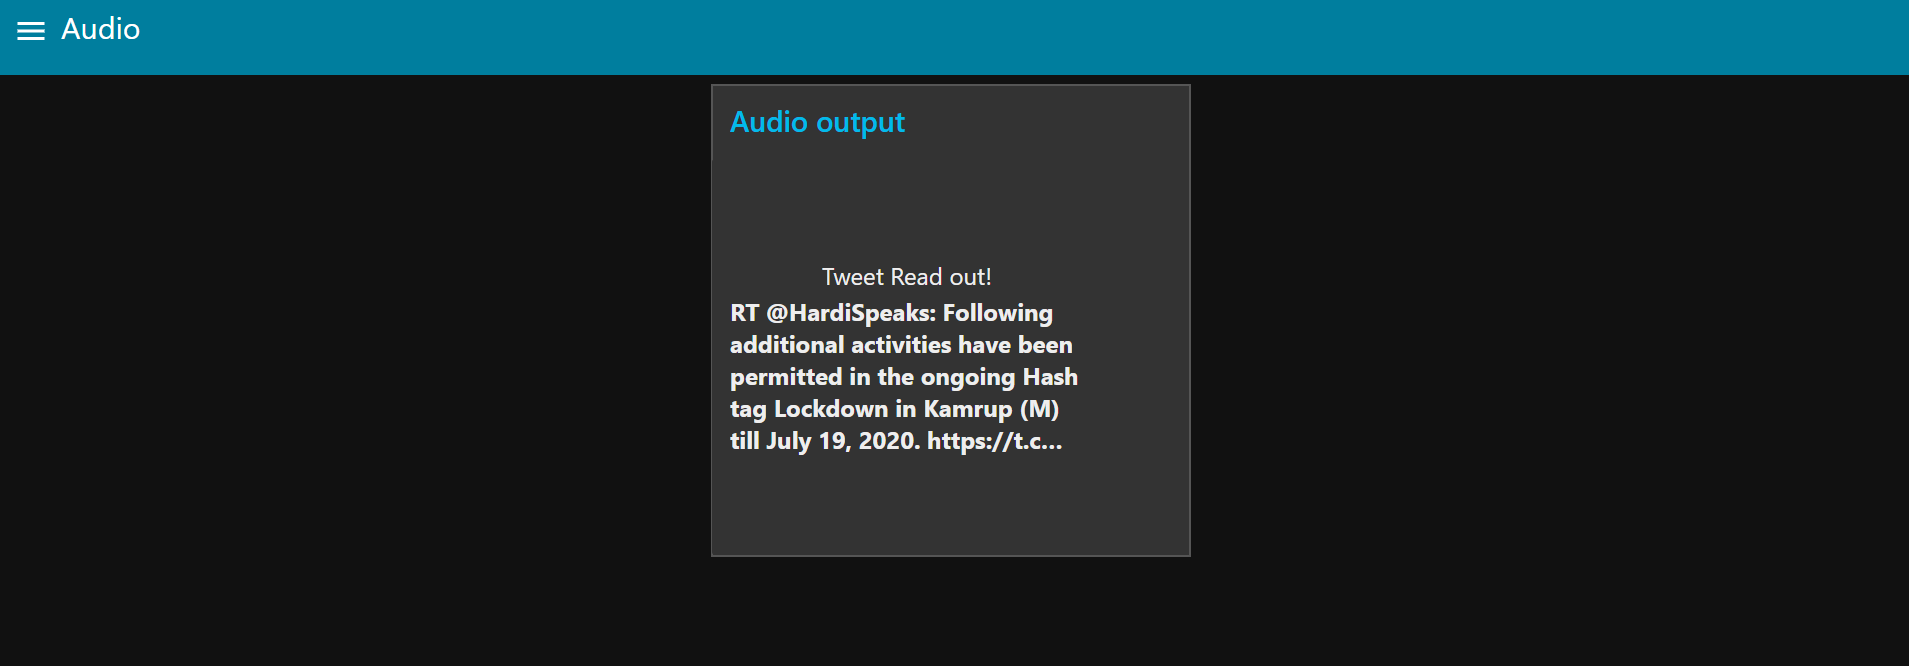 Audio
Audio output
Tweet Read out!
RT @HardiSpeaks: Following
additional activities have been
permitted in the ongoing Hash
tag Lockdown in Kamrup (M)
till July 19, 2020. https://t.c…